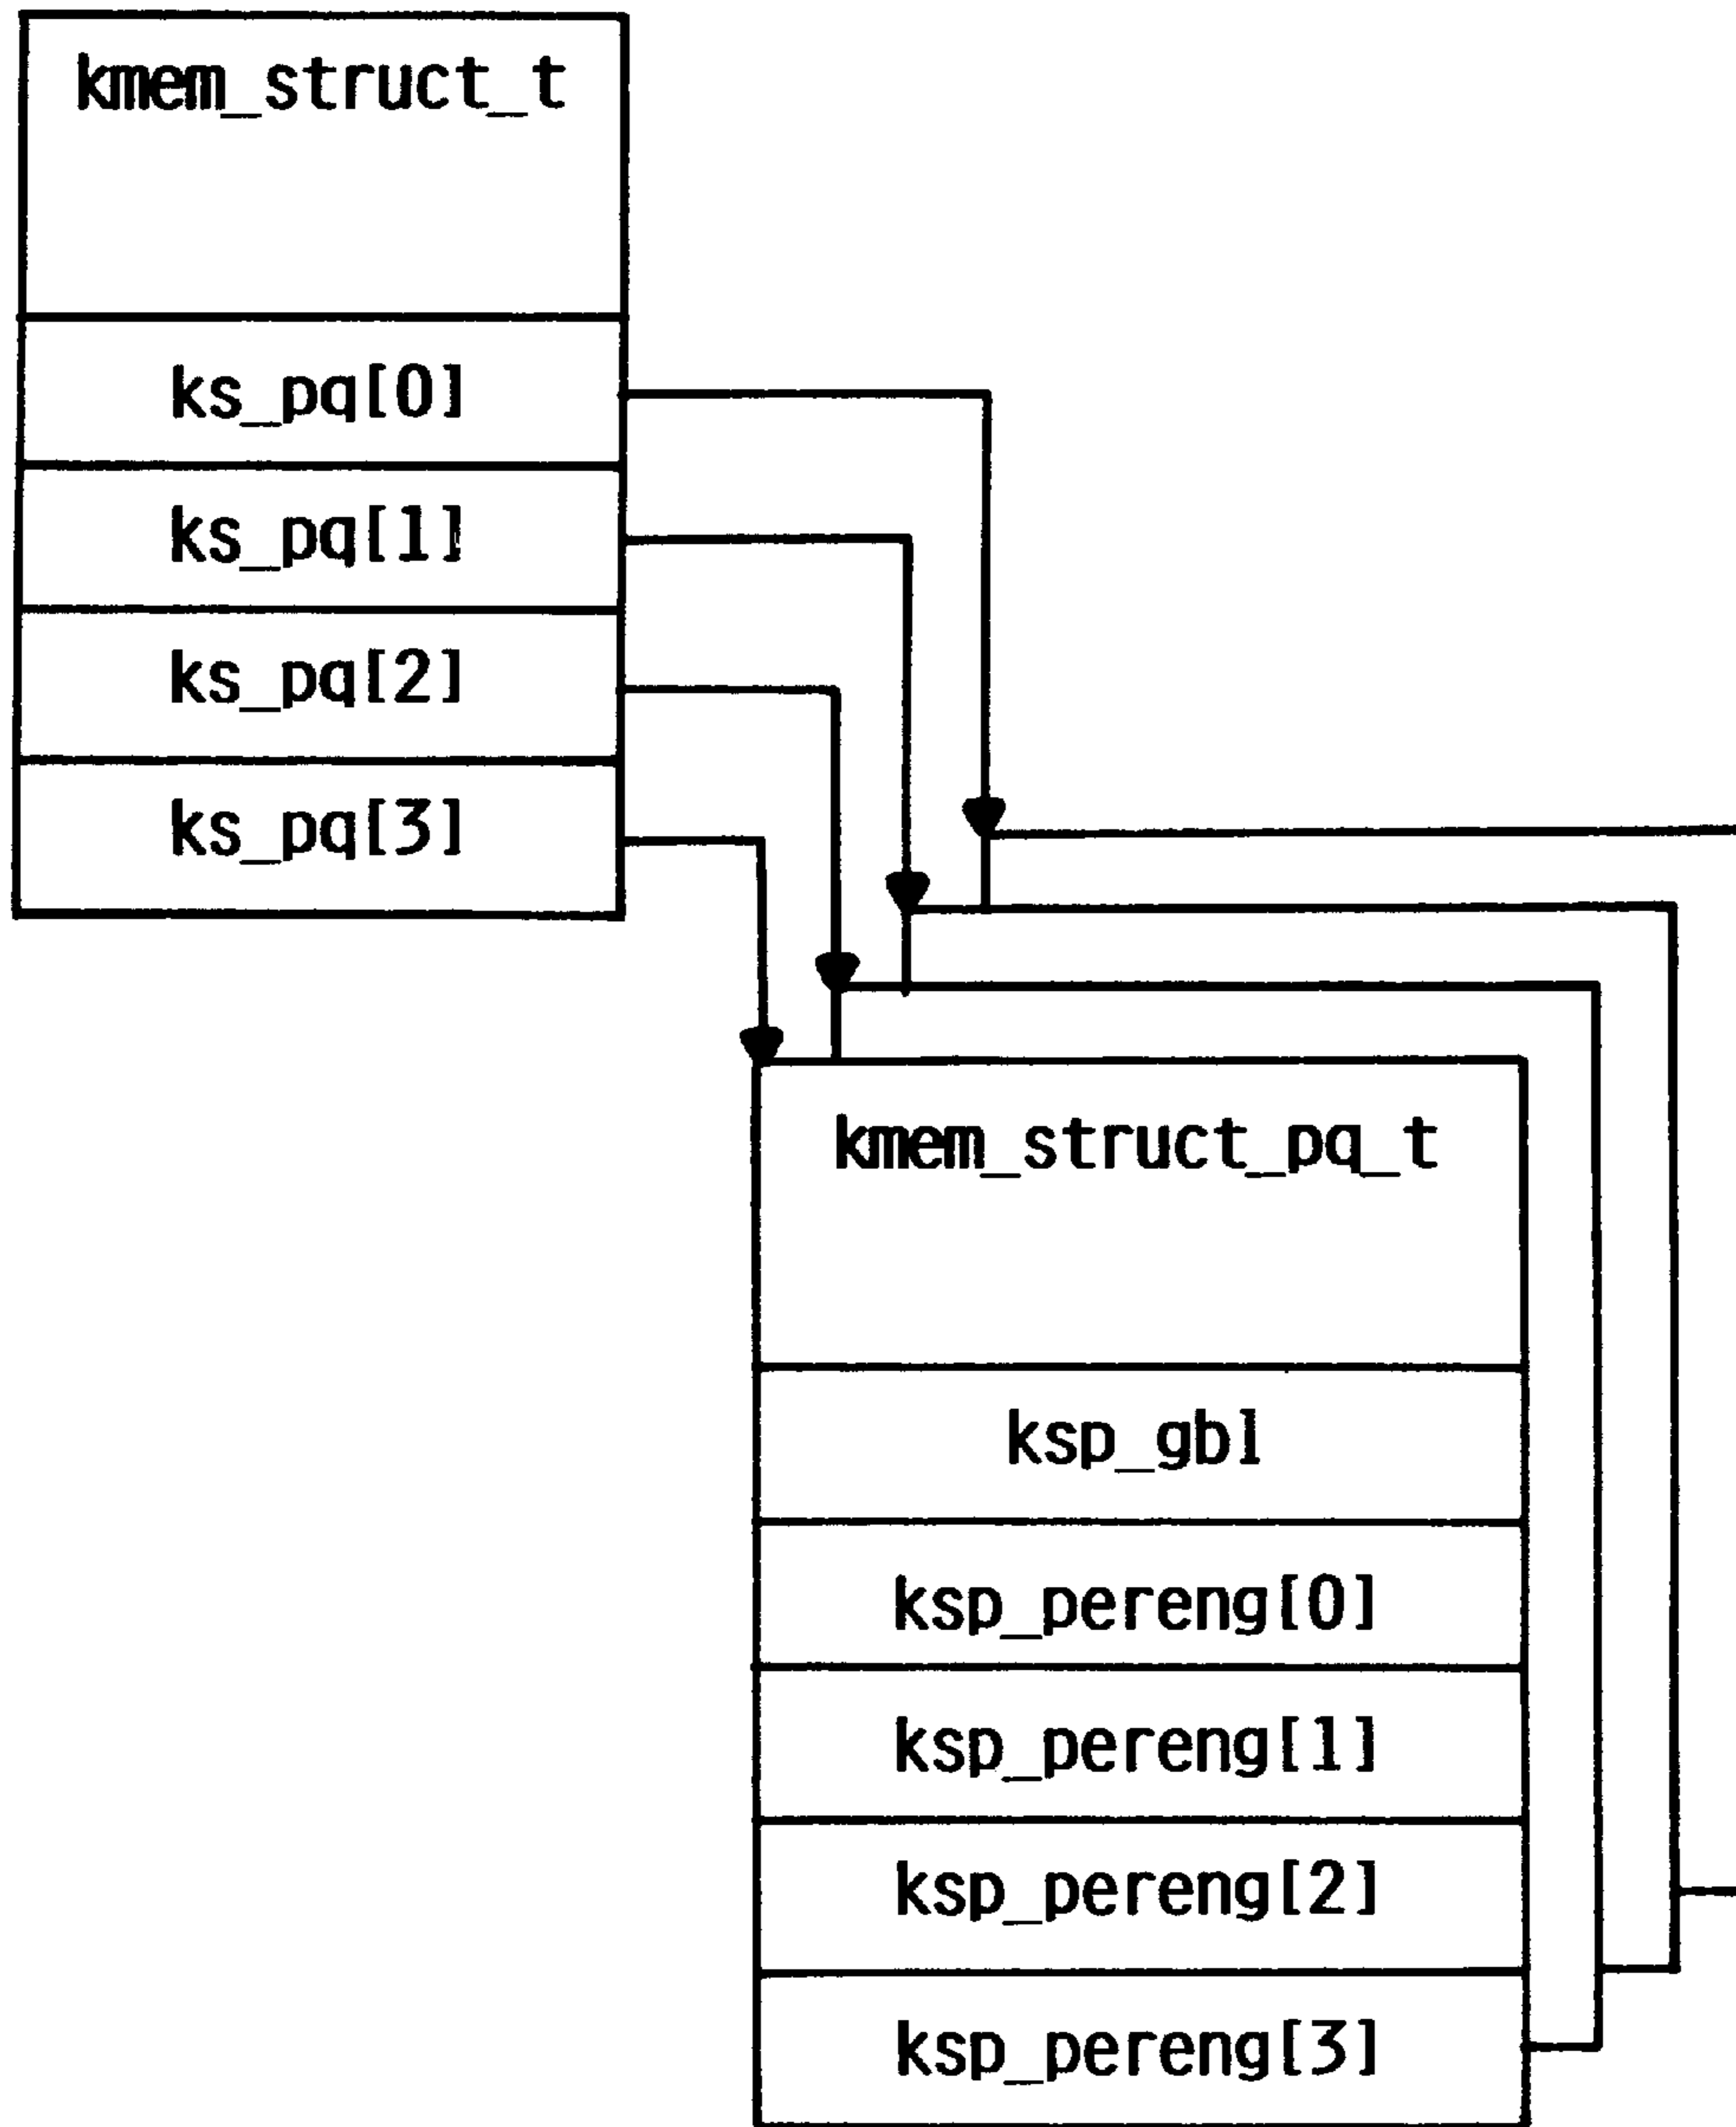 kmem_struct_t
ks_pq[0]
ks_pq[1]
ks_pq[2]
ks_pq[3]
kmem_struct_pq_t
ksp_gbl
ksp_pereng[0]
ksp_pereng[1]
ksp_pereng[2]
ksp_pereng[3]